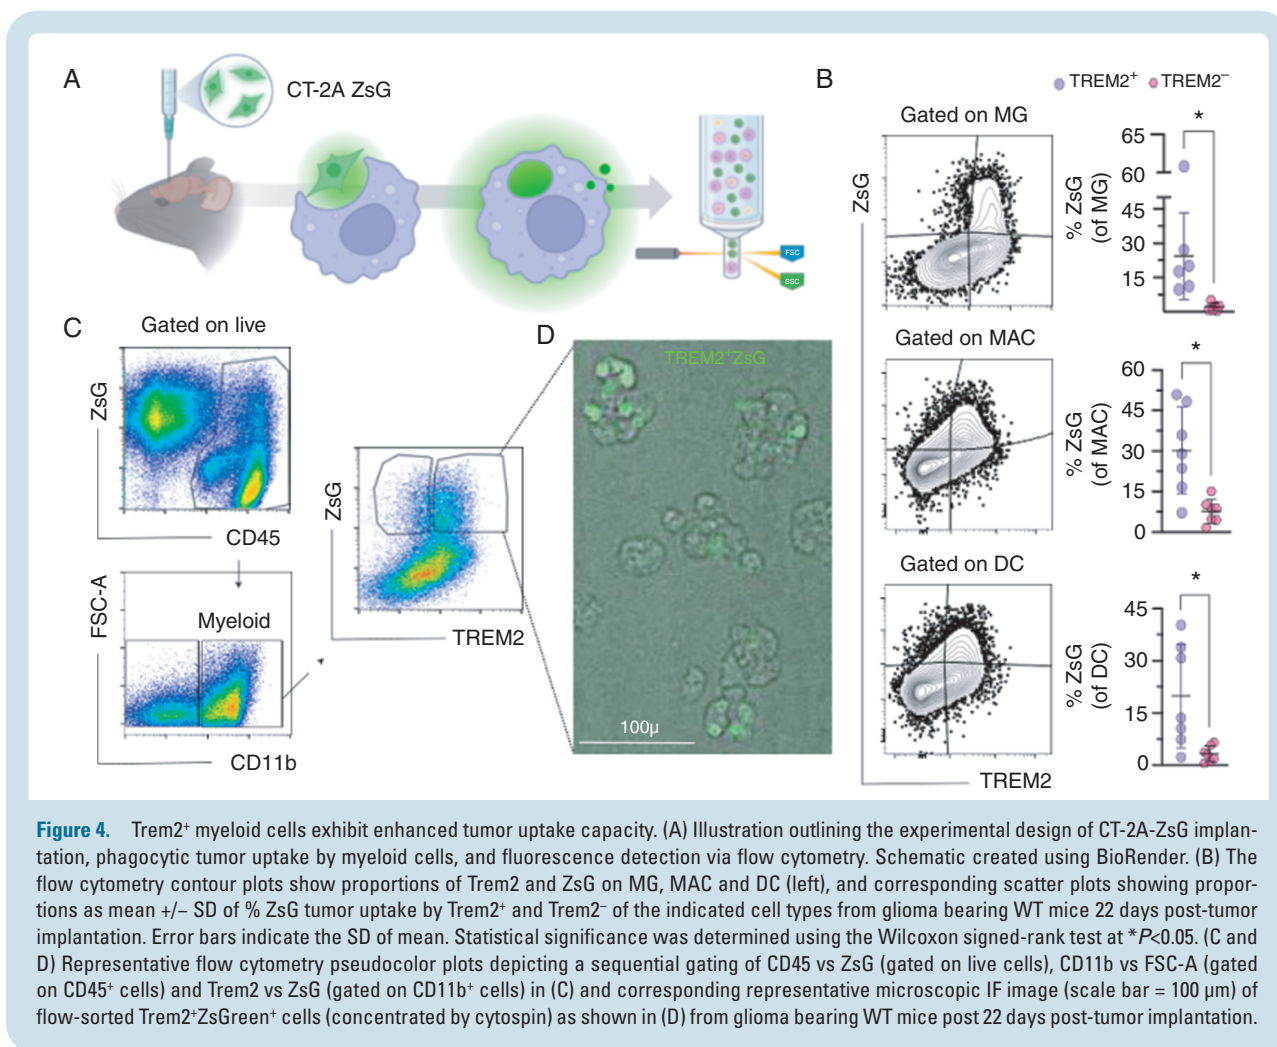 A
CT-2A ZsG
FSC
SSC
B
TREM2⁺ TREM2⁻
Gated on MG
ZsG
% ZsG
(of MG)
65
60
45
30
15
*
Gated on MAC
% ZsG
(of MAC)
60
45
30
15
0
*
Gated on DC
% ZsG
(of DC)
45
30
15
0
*
TREM2
C
Gated on live
ZsG
CD45
FSC-A
Myeloid
CD11b
ZsG
TREM2
D
TREM2⁺ZsG
100µ
Figure 4. Trem2⁺ myeloid cells exhibit enhanced tumor uptake capacity. (A) Illustration outlining the experimental design of CT-2A-ZsG implan-
tation, phagocytic tumor uptake by myeloid cells, and fluorescence detection via flow cytometry. Schematic created using BioRender. (B) The
flow cytometry contour plots show proportions of Trem2 and ZsG on MG, MAC and DC (left), and corresponding scatter plots showing propor-
tions as mean +/− SD of % ZsG tumor uptake by Trem2⁺ and Trem2⁻ of the indicated cell types from glioma bearing WT mice 22 days post-tumor
implantation. Error bars indicate the SD of mean. Statistical significance was determined using the Wilcoxon signed-rank test at *P<0.05. (C and
D) Representative flow cytometry pseudocolor plots depicting a sequential gating of CD45 vs ZsG (gated on live cells), CD11b vs FSC-A (gated
on CD45⁺ cells) and Trem2 vs ZsG (gated on CD11b⁺ cells) in (C) and corresponding representative microscopic IF image (scale bar = 100 µm) of
flow-sorted Trem2⁺ZsGreen⁺ cells (concentrated by cytospin) as shown in (D) from glioma bearing WT mice post 22 days post-tumor implantation.